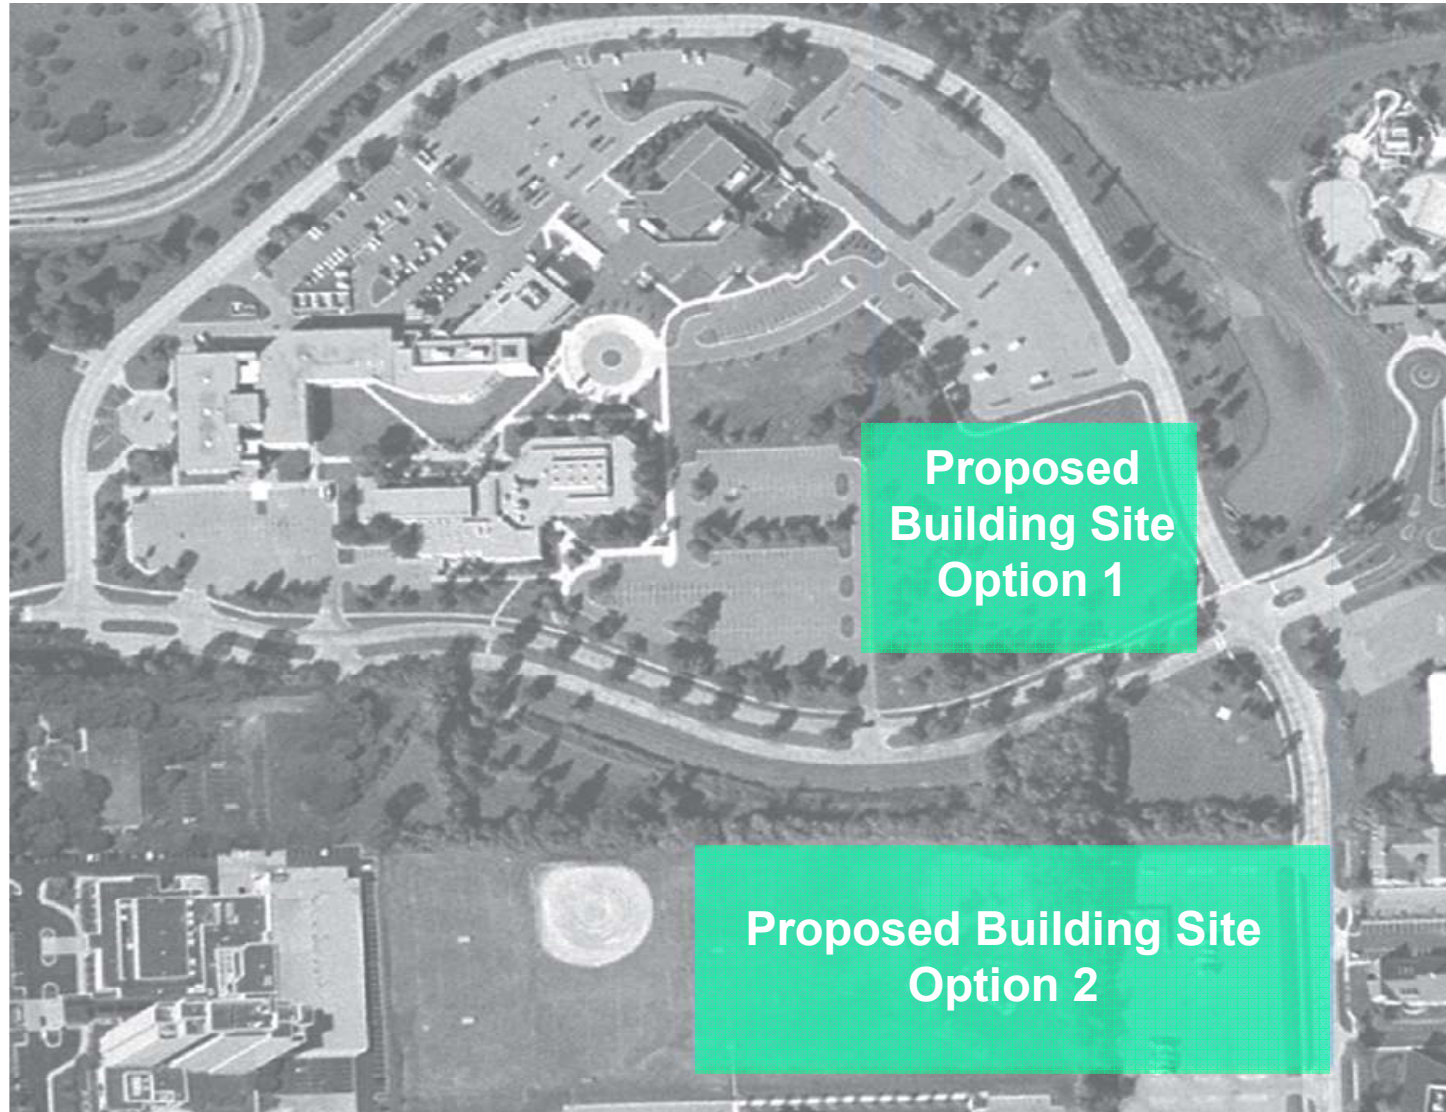 Proposed
Building Site
Option 1
Proposed Building Site
Option 2